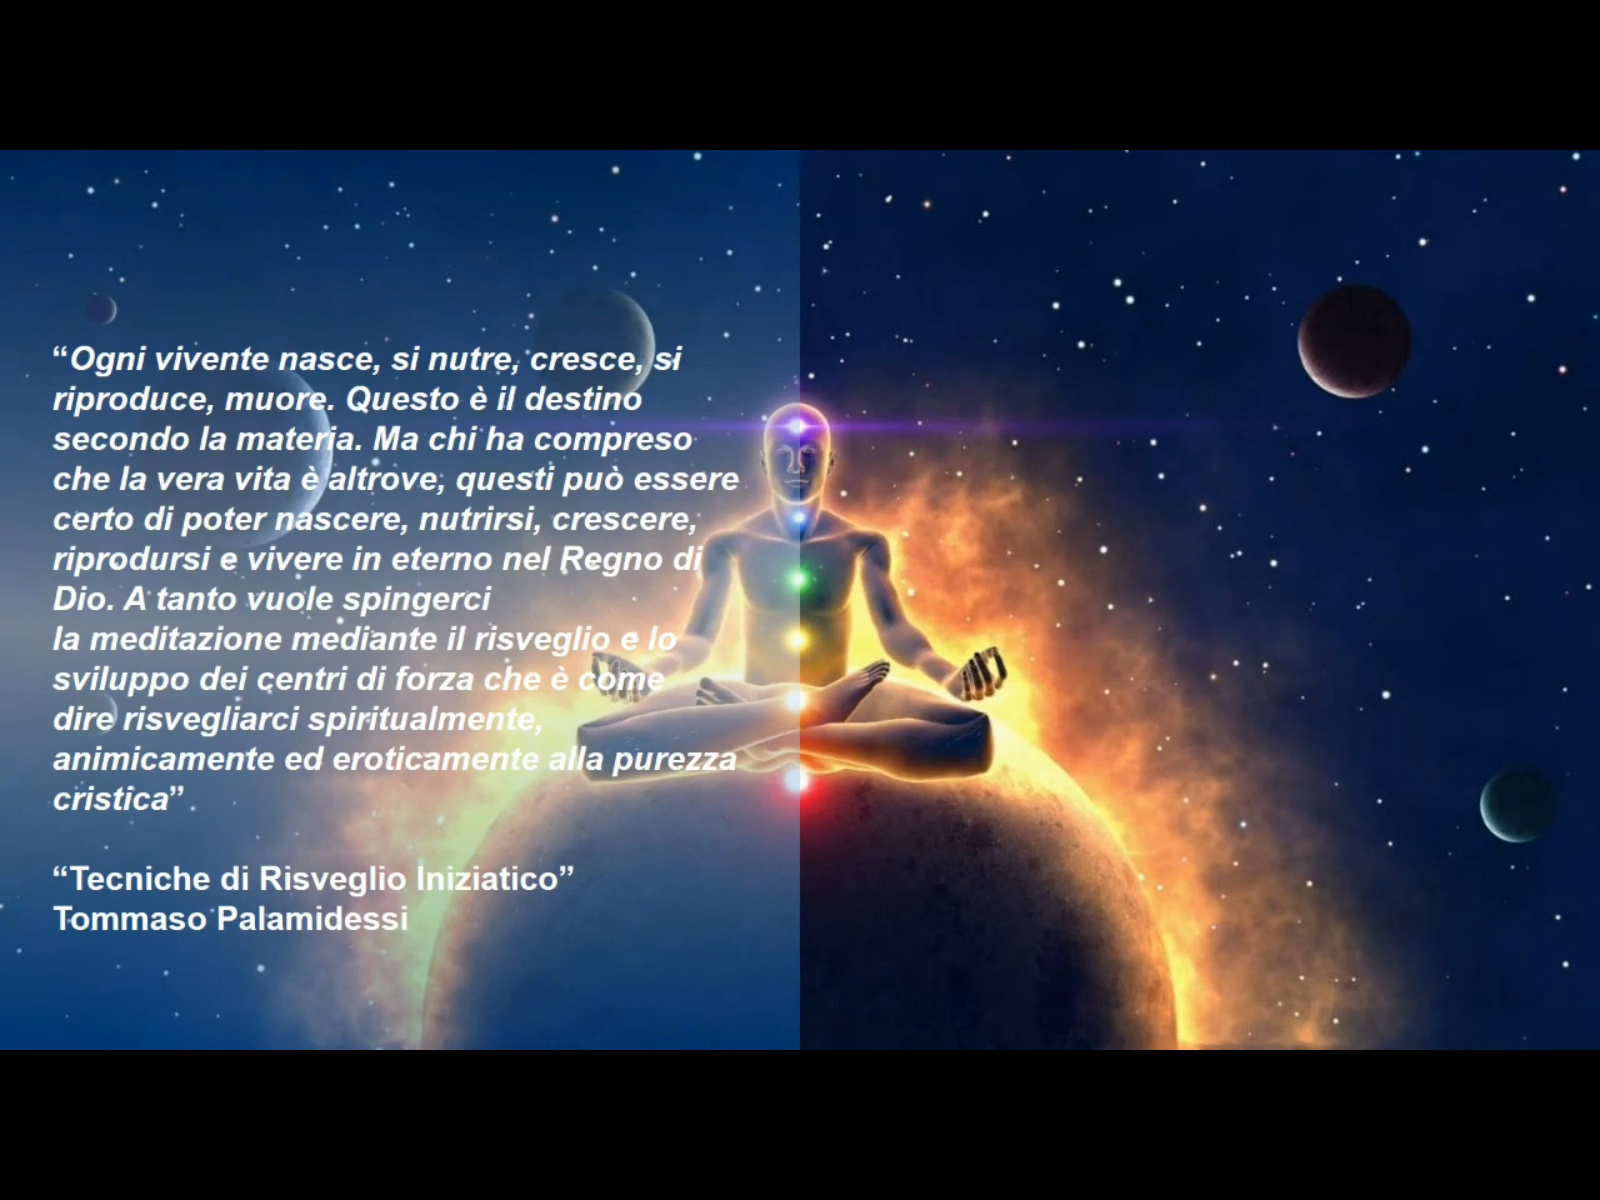 “Ogni vivente nasce, si nutre, cresce, si
riproduce, muore. Questo è il destino
secondo la materia. Ma chi ha compreso
che la vera vita è altrove, questi può essere
certo di poter nascere, nutrirsi, crescere,
riprodursi e vivere in eterno nel Regno di
Dio. A tanto vuole spingerci
la meditazione mediante il risveglio e lo
sviluppo dei centri di forza che è come
dire risvegliarci spiritualmente,
animicamente ed eroticamente alla purezza
cristica”
“Tecniche di Risveglio Iniziatico”
Tommaso Palamidessi